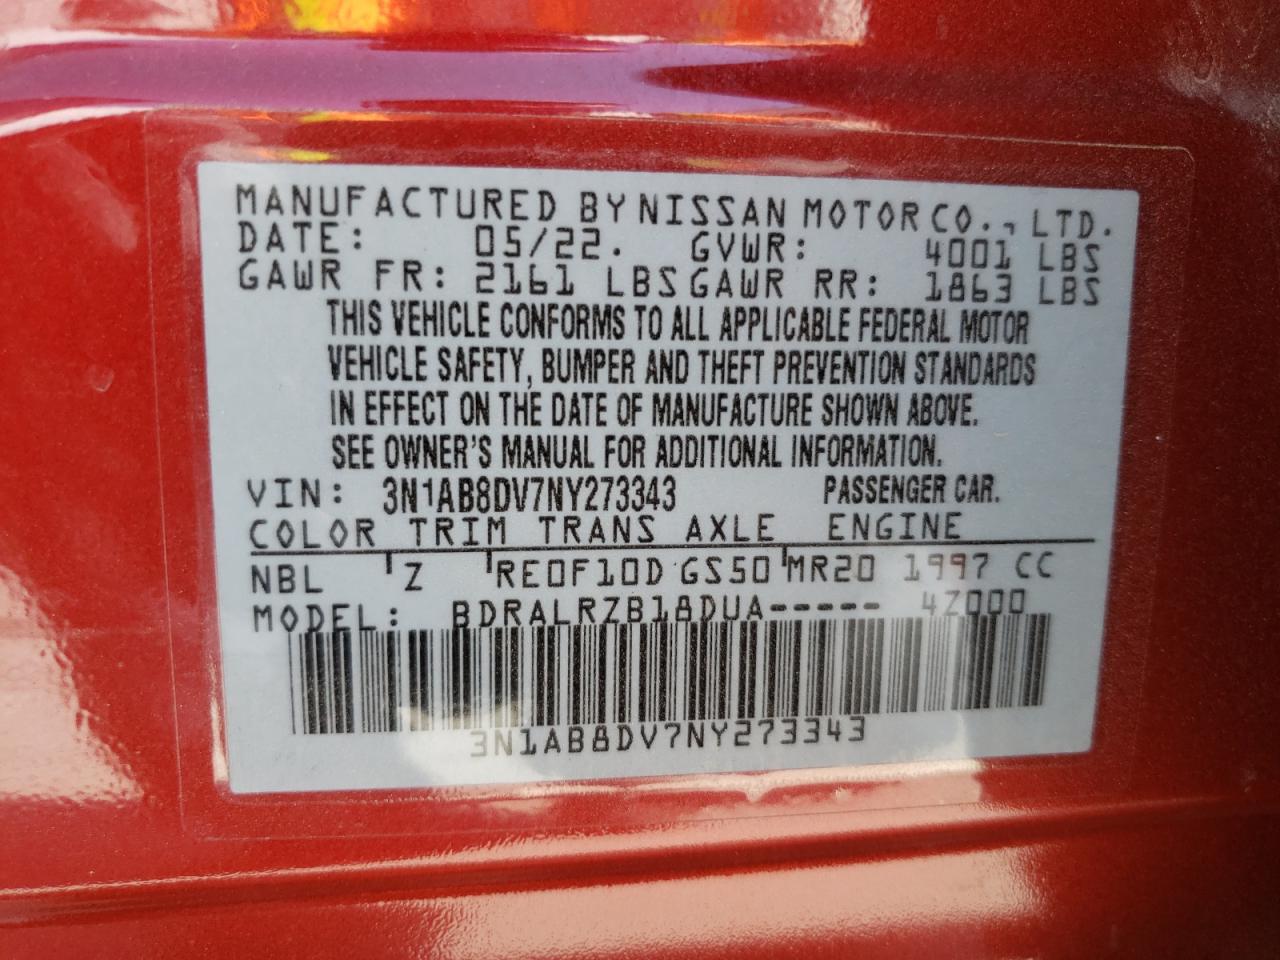 MANUFACTURED BY NISSAN MOTOR CO., LTD.
DATE: 05/22. GVWR: 4001 LBS
GAWR FR: 2161 LBS GAWR RR: 1863 LBS
THIS VEHICLE CONFORMS TO ALL APPLICABLE FEDERAL MOTOR
VEHICLE SAFETY, BUMPER AND THEFT PREVENTION STANDARDS
IN EFFECT ON THE DATE OF MANUFACTURE SHOWN ABOVE.
SEE OWNER'S MANUAL FOR ADDITIONAL INFORMATION.
VIN: 3N1AB8DV7NY273343 PASSENGER CAR.
COLOR TRIM TRANS AXLE ENGINE
NBL Z RE0F10D GS50 MR20 1997 CC
MODEL: BDRALRZB18DUA----- 4Z000
3N1AB8DV7NY273343